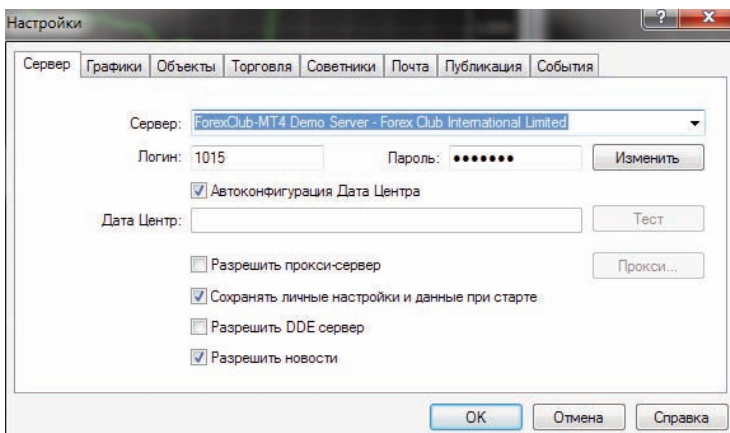 Настройки
Сервер Графики Объекты Торговля Советники Почта Публикация События
Сервер: ForexClub-MT4 Demo Server - Forex Club International Limited
Логин: 1015 Пароль: ●●●●●●● Изменить
Автоконфигурация Дата Центра
Дата Центр: Тест
Разрешить прокси-сервер Прокси...
Сохранять личные настройки и данные при старте
Разрешить DDE сервер
Разрешить новости
OK Отмена Справка